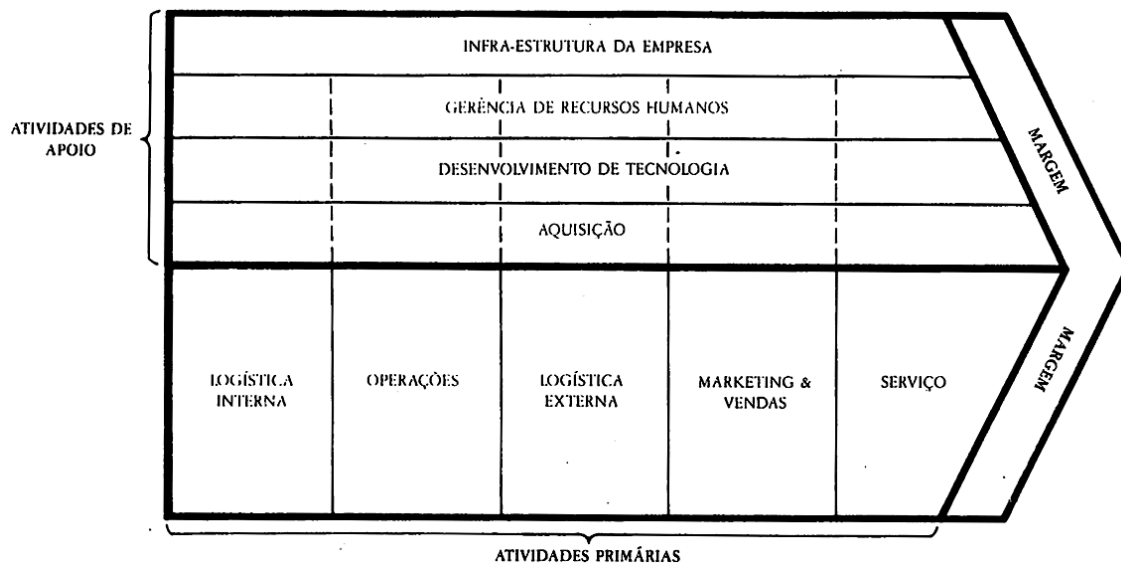 INFRA-ESTRUTURA DA EMPRESA
GERÊNCIA DE RECURSOS HUMANOS
ATIVIDADES DE
APOIO
DESENVOLVIMENTO DE TECNOLOGIA
AQUISIÇÃO
MARGEM
LOGÍSTICA
INTERNA
OPERAÇÕES
LOGÍSTICA
EXTERNA
MARKETING &
VENDAS
SERVIÇO
MARGEM
ATIVIDADES PRIMÁRIAS